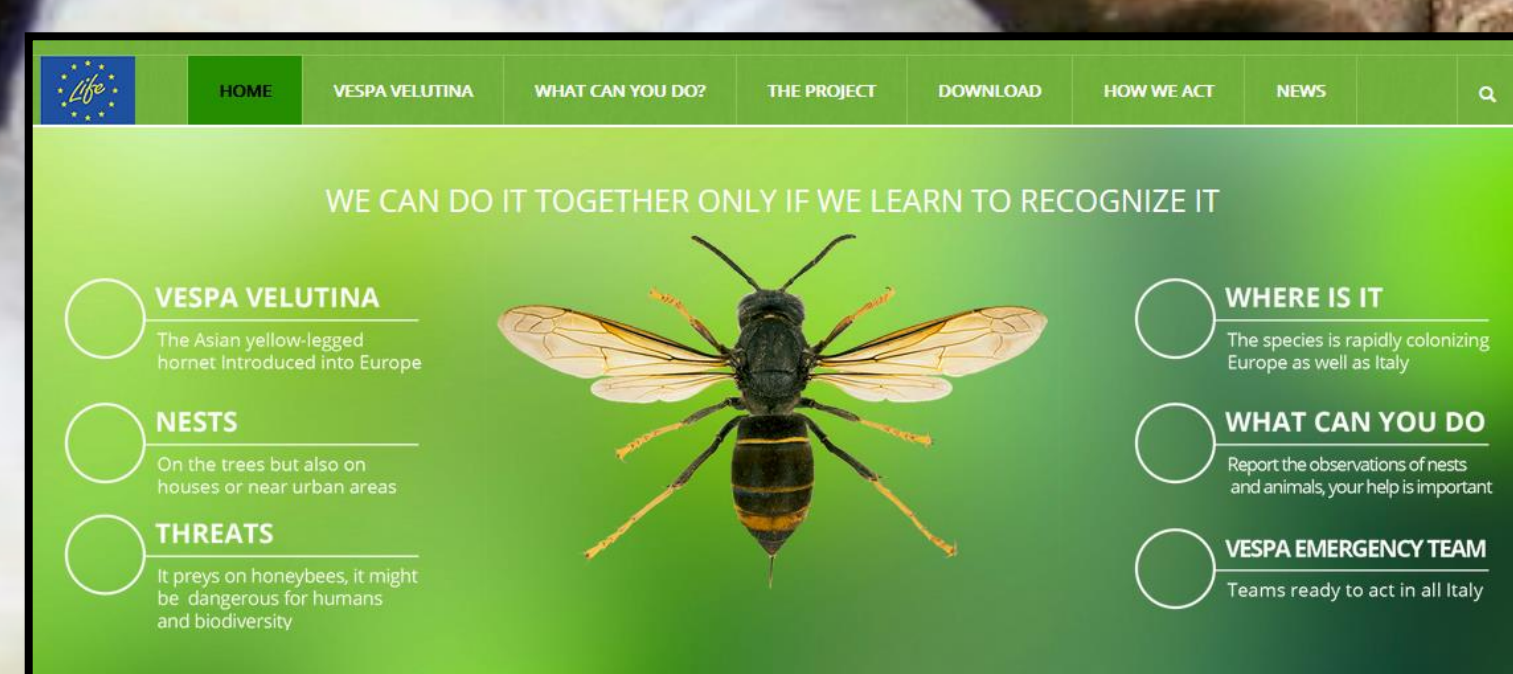 Life
HOME
VESPA VELUTINA
WHAT CAN YOU DO?
THE PROJECT
DOWNLOAD
HOW WE ACT
NEWS
WE CAN DO IT TOGETHER ONLY IF WE LEARN TO RECOGNIZE IT
VESPA VELUTINA
The Asian yellow-legged
hornet Introduced into Europe
NESTS
On the trees but also on
houses or near urban areas
THREATS
It preys on honeybees, it might
be dangerous for humans
and biodiversity
WHERE IS IT
The species is rapidly colonizing
Europe as well as Italy
WHAT CAN YOU DO
Report the observations of nests
and animals, your help is important
VESPA EMERGENCY TEAM
Teams ready to act in all Italy